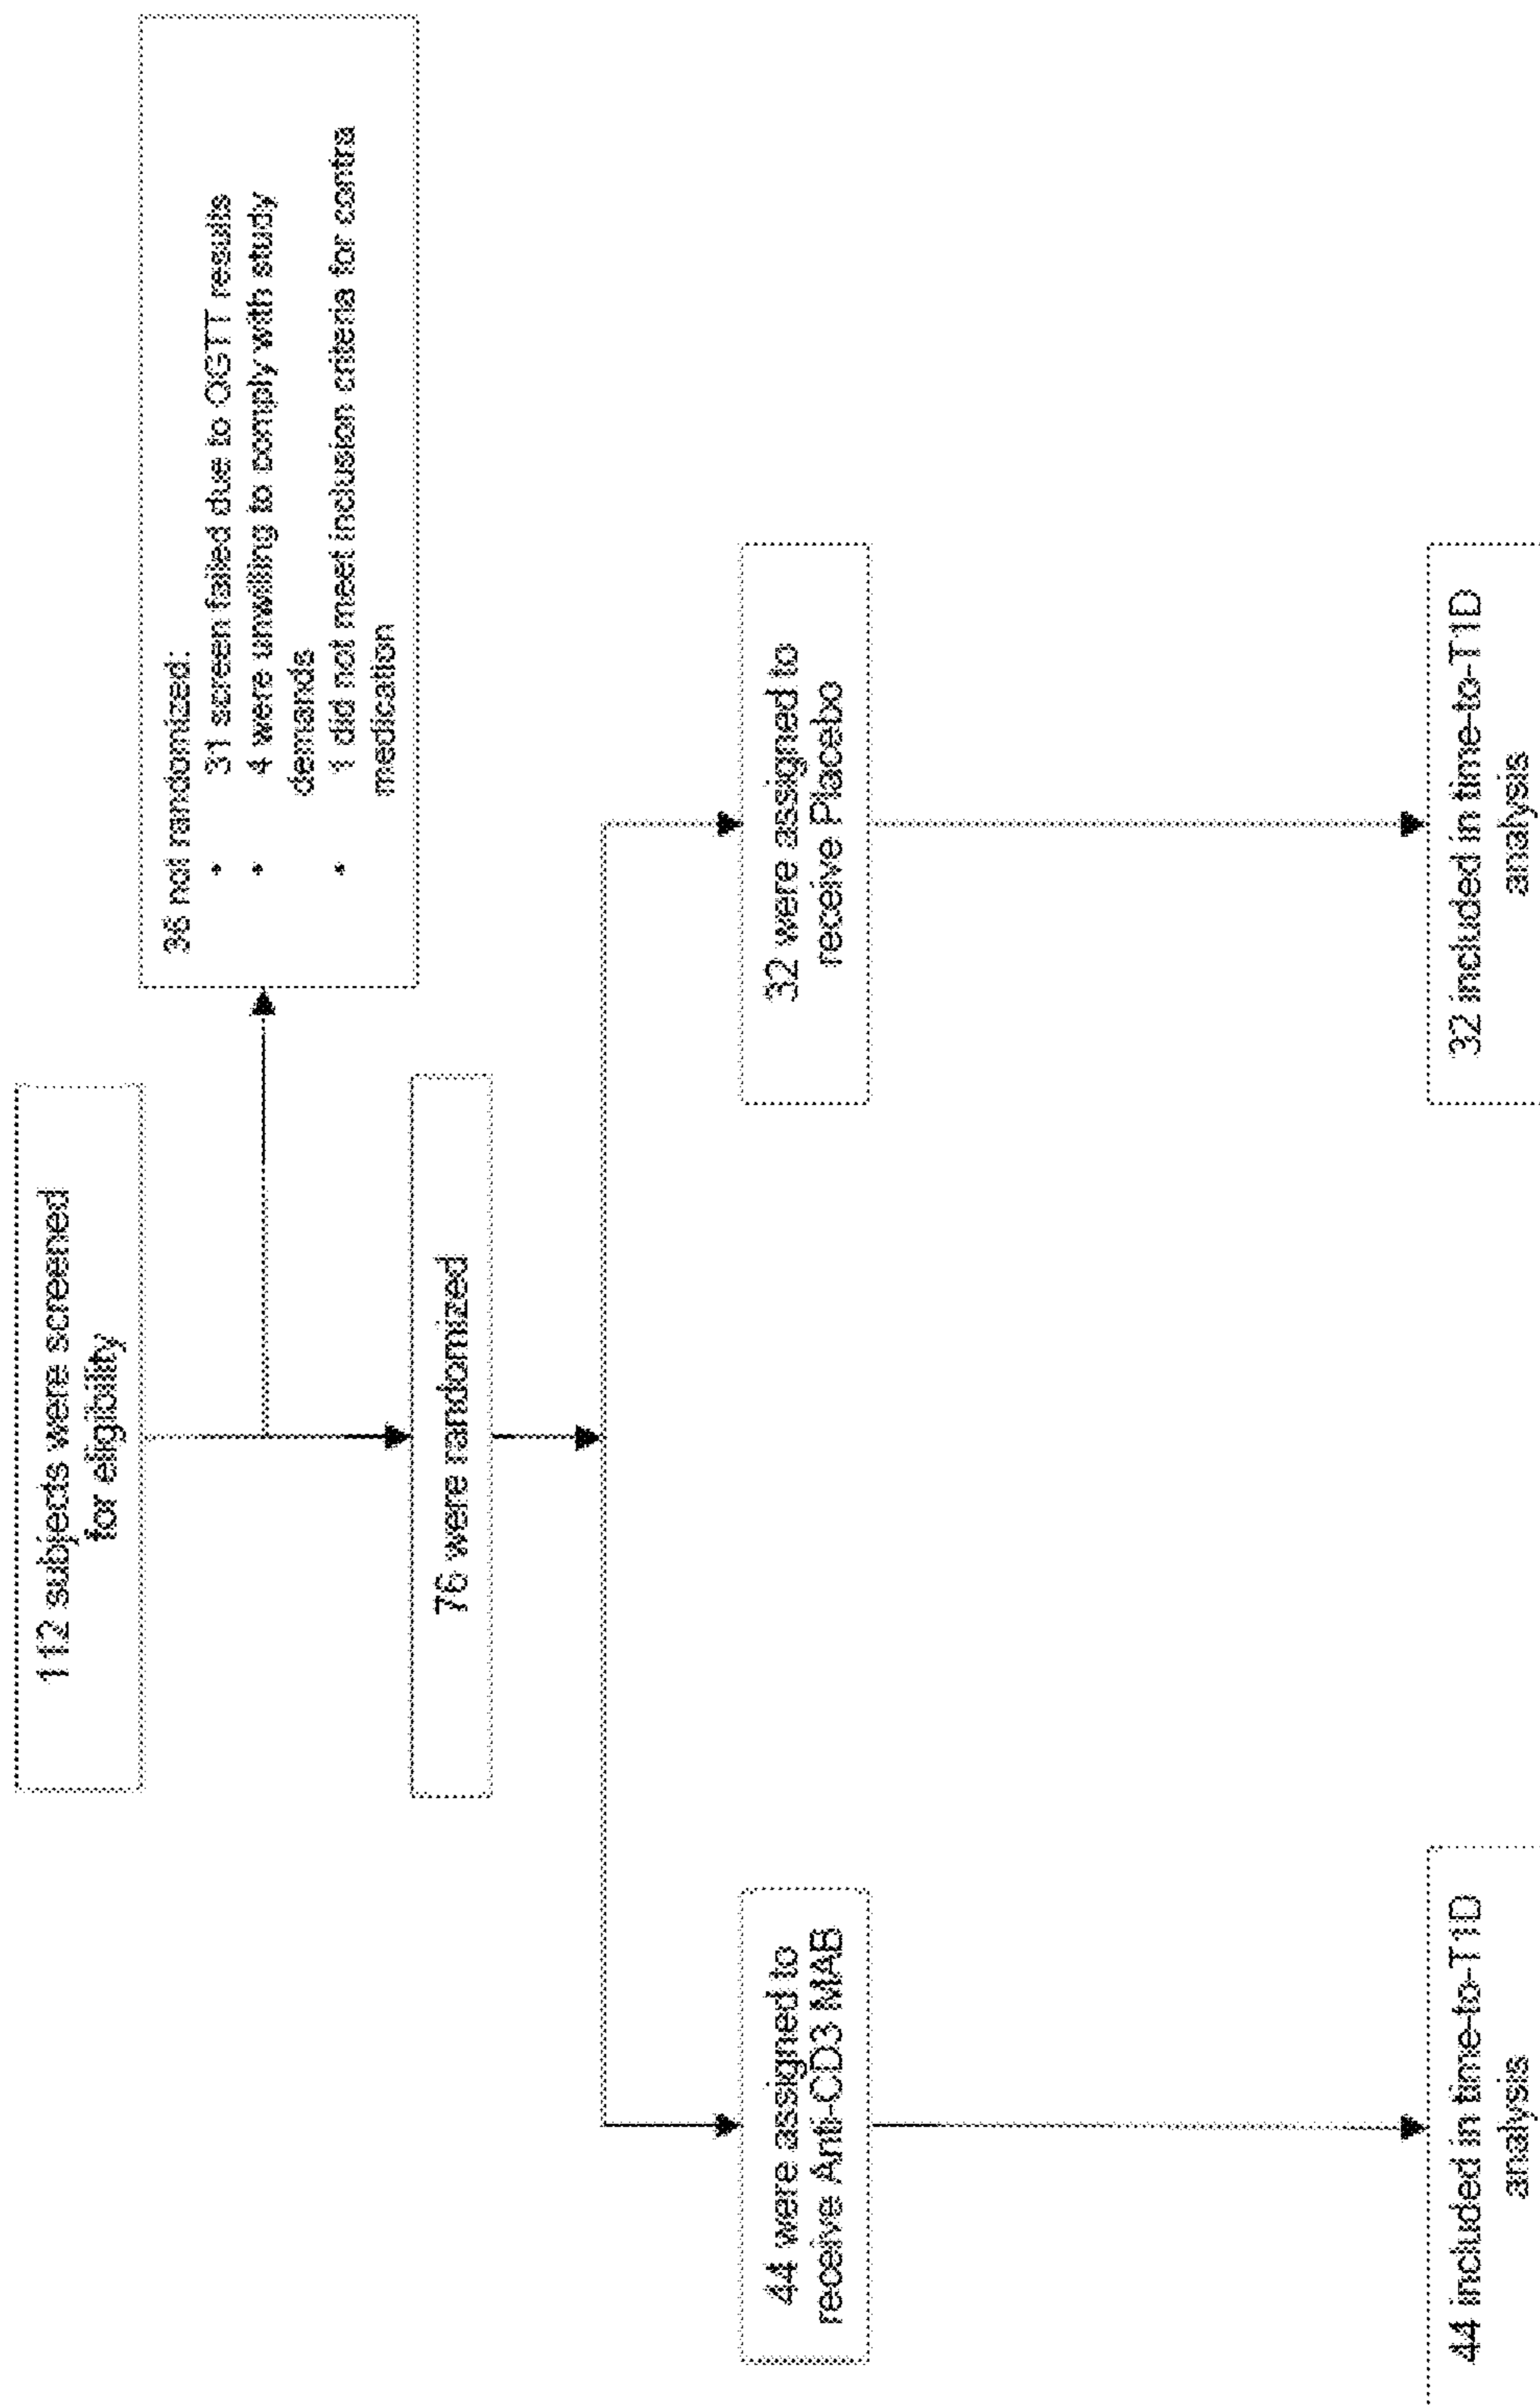 112 subjects were screened
for eligibility
36 not randomized:
• 31 screen failed due to OGTT results
• 4 were unwilling to comply with study
demands
• 1 did not meet inclusion criteria for contra
medication
76 were randomized
44 were assigned to
receive Anti-CD3 MAB
32 were assigned to
receive Placebo
44 included in time-to-T1D
analysis
32 included in time-to-T1D
analysis